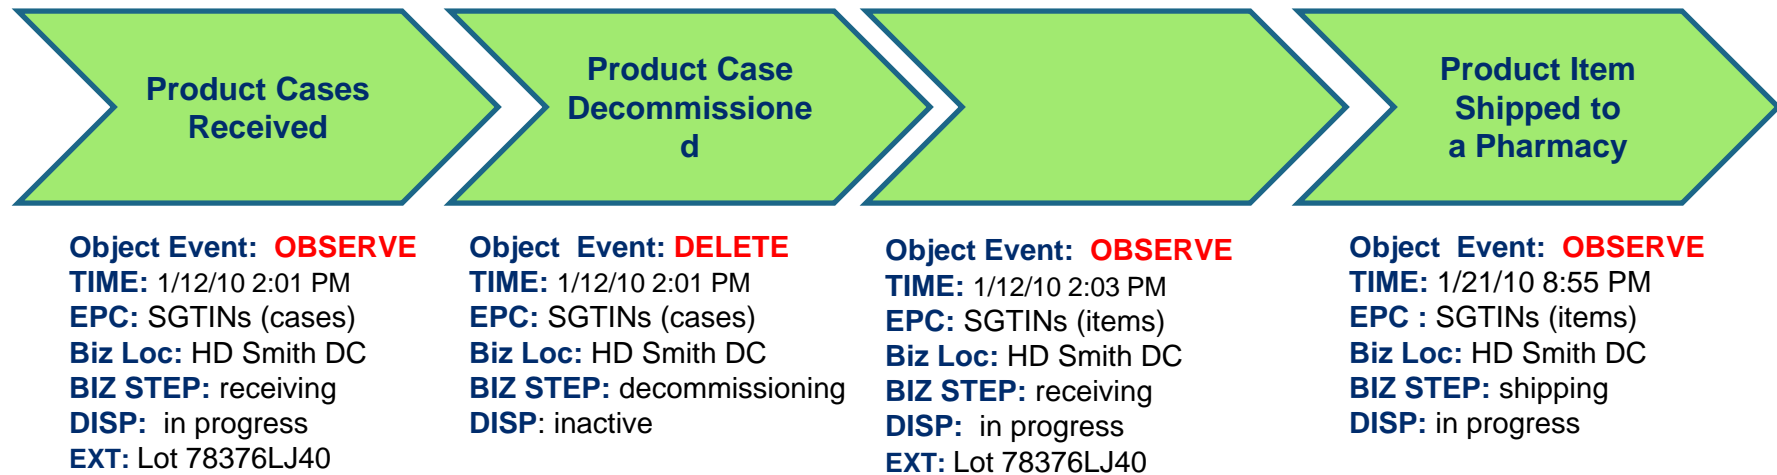 Product Cases
Received
Product Case
Decommissione
d
Product Item
Shipped to
a Pharmacy
Object Event: OBSERVE
TIME: 1/12/10 2:01 PM
EPC: SGTINs (cases)
Biz Loc: HD Smith DC
BIZ STEP: receiving
DISP: in progress
EXT: Lot 78376LJ40
Object Event: DELETE
TIME: 1/12/10 2:01 PM
EPC: SGTINs (cases)
Biz Loc: HD Smith DC
BIZ STEP: decommissioning
DISP: inactive
Object Event: OBSERVE
TIME: 1/12/10 2:03 PM
EPC: SGTINs (items)
Biz Loc: HD Smith DC
BIZ STEP: receiving
DISP: in progress
EXT: Lot 78376LJ40
Object Event: OBSERVE
TIME: 1/21/10 8:55 PM
EPC : SGTINs (items)
Biz Loc: HD Smith DC
BIZ STEP: shipping
DISP: in progress